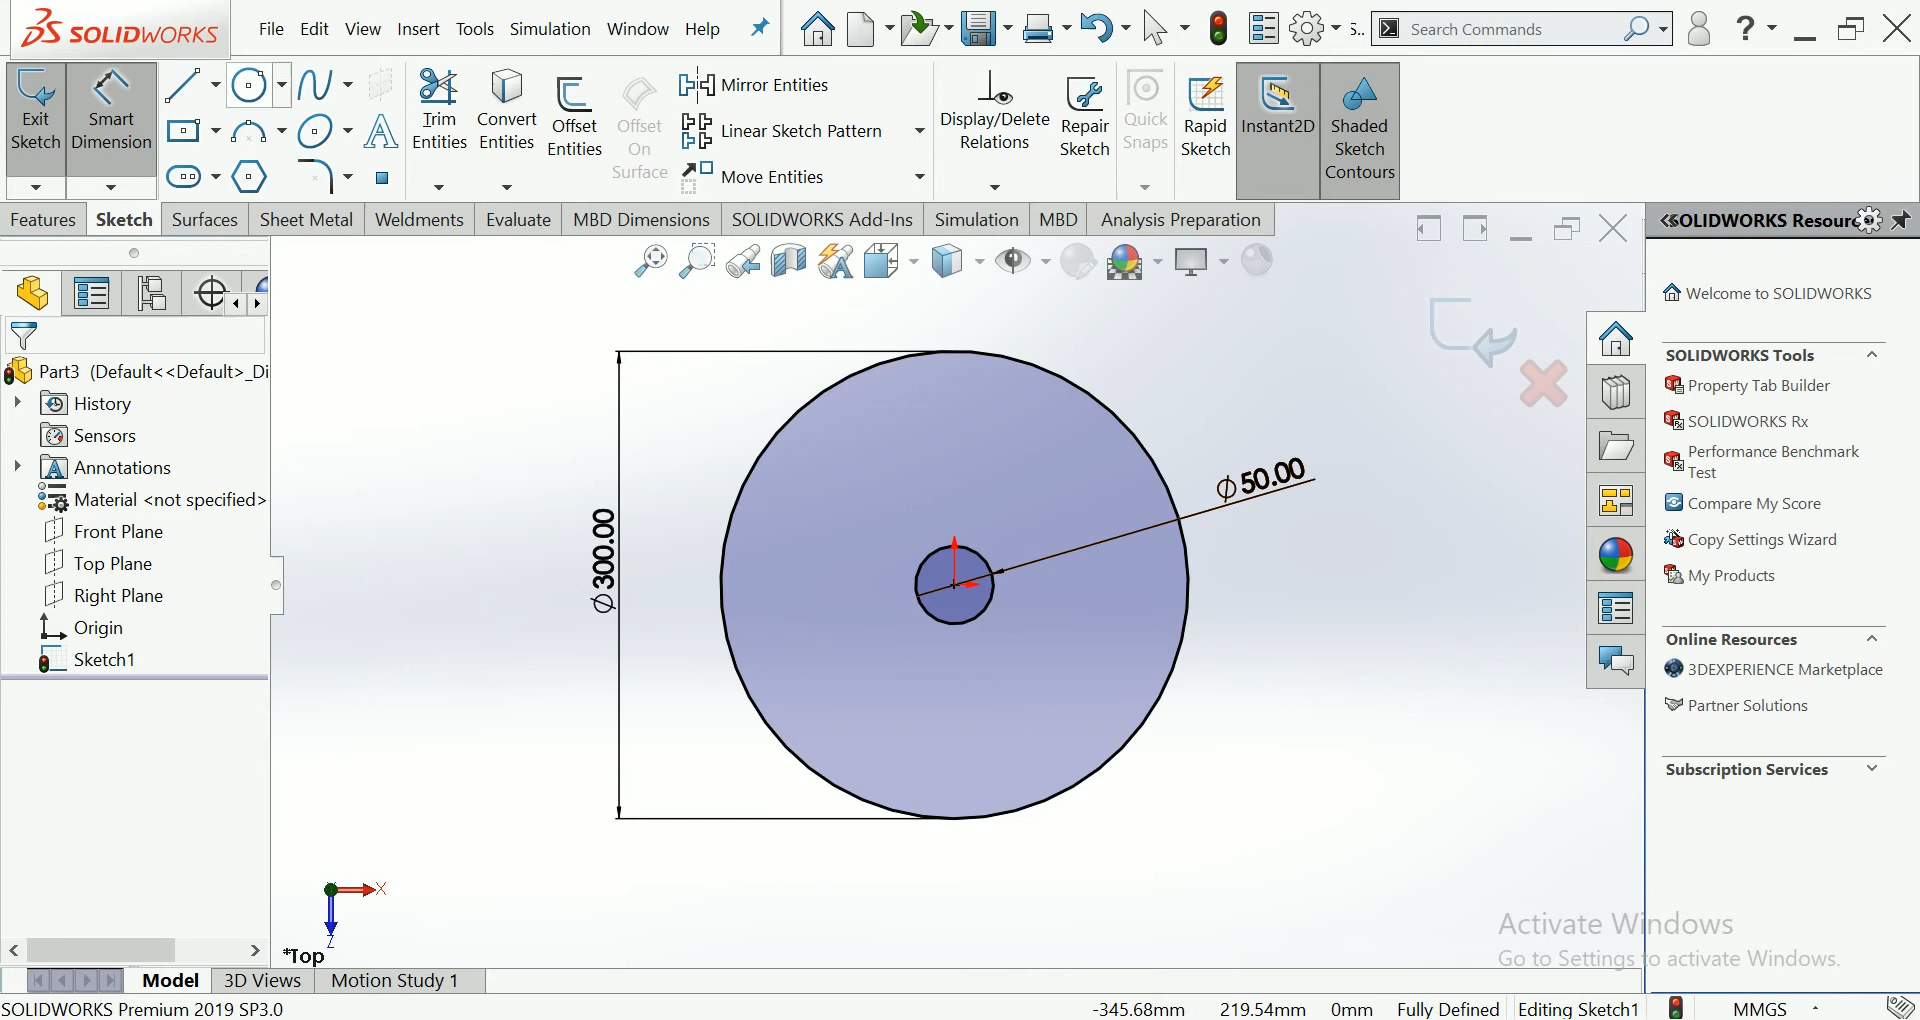 SOLIDWORKS
File Edit View Insert Tools Simulation Window Help
S..
Search Commands
?
Exit Sketch
Smart Dimension
Trim Entities
Convert Entities
Offset Entities
Offset On Surface
Mirror Entities
Linear Sketch Pattern
Move Entities
Display/Delete Relations
Repair Sketch
Quick Snaps
Rapid Sketch
Instant2D
Shaded Sketch Contours
Features Sketch Surfaces Sheet Metal Weldments Evaluate MBD Dimensions SOLIDWORKS Add-Ins Simulation MBD Analysis Preparation
Part3 (Default<<Default>_Di
History
Sensors
Annotations
Material <not specified>
Front Plane
Top Plane
Right Plane
Origin
Sketch1
⌀300.00
⌀50.00
X
Z
*Top
SOLIDWORKS Resourc
Welcome to SOLIDWORKS
SOLIDWORKS Tools
Property Tab Builder
SOLIDWORKS Rx
Performance Benchmark
Test
Compare My Score
Copy Settings Wizard
My Products
Online Resources
3DEXPERIENCE Marketplace
Partner Solutions
Subscription Services
Activate Windows
Go to Settings to activate Windows.
Model 3D Views Motion Study 1
SOLIDWORKS Premium 2019 SP3.0
-345.68mm 219.54mm 0mm Fully Defined Editing Sketch1 MMGS